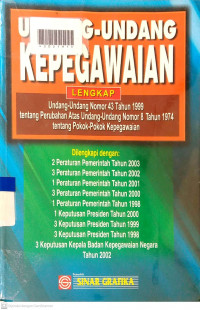 UNDANG-UNDANG
KEPEGAWAIAN
LENGKAP
Undang-Undang Nomor 43 Tahun 1999
tentang Perubahan Atas Undang-Undang Nomor 8 Tahun 1974
tentang Pokok-Pokok Kepegawaian
Dilengkapi dengan:
2 Peraturan Pemerintah Tahun 2003
3 Peraturan Pemerintah Tahun 2002
1 Peraturan Pemerintah Tahun 2001
3 Peraturan Pemerintah Tahun 2000
1 Peraturan Pemerintah Tahun 1998
1 Keputusan Presiden Tahun 2000
3 Keputusan Presiden Tahun 1999
3 Keputusan Presiden Tahun 1998
3 Keputusan Kepala Badan Kepegawaian Negara
Tahun 2002
SINAR GRAFIKA